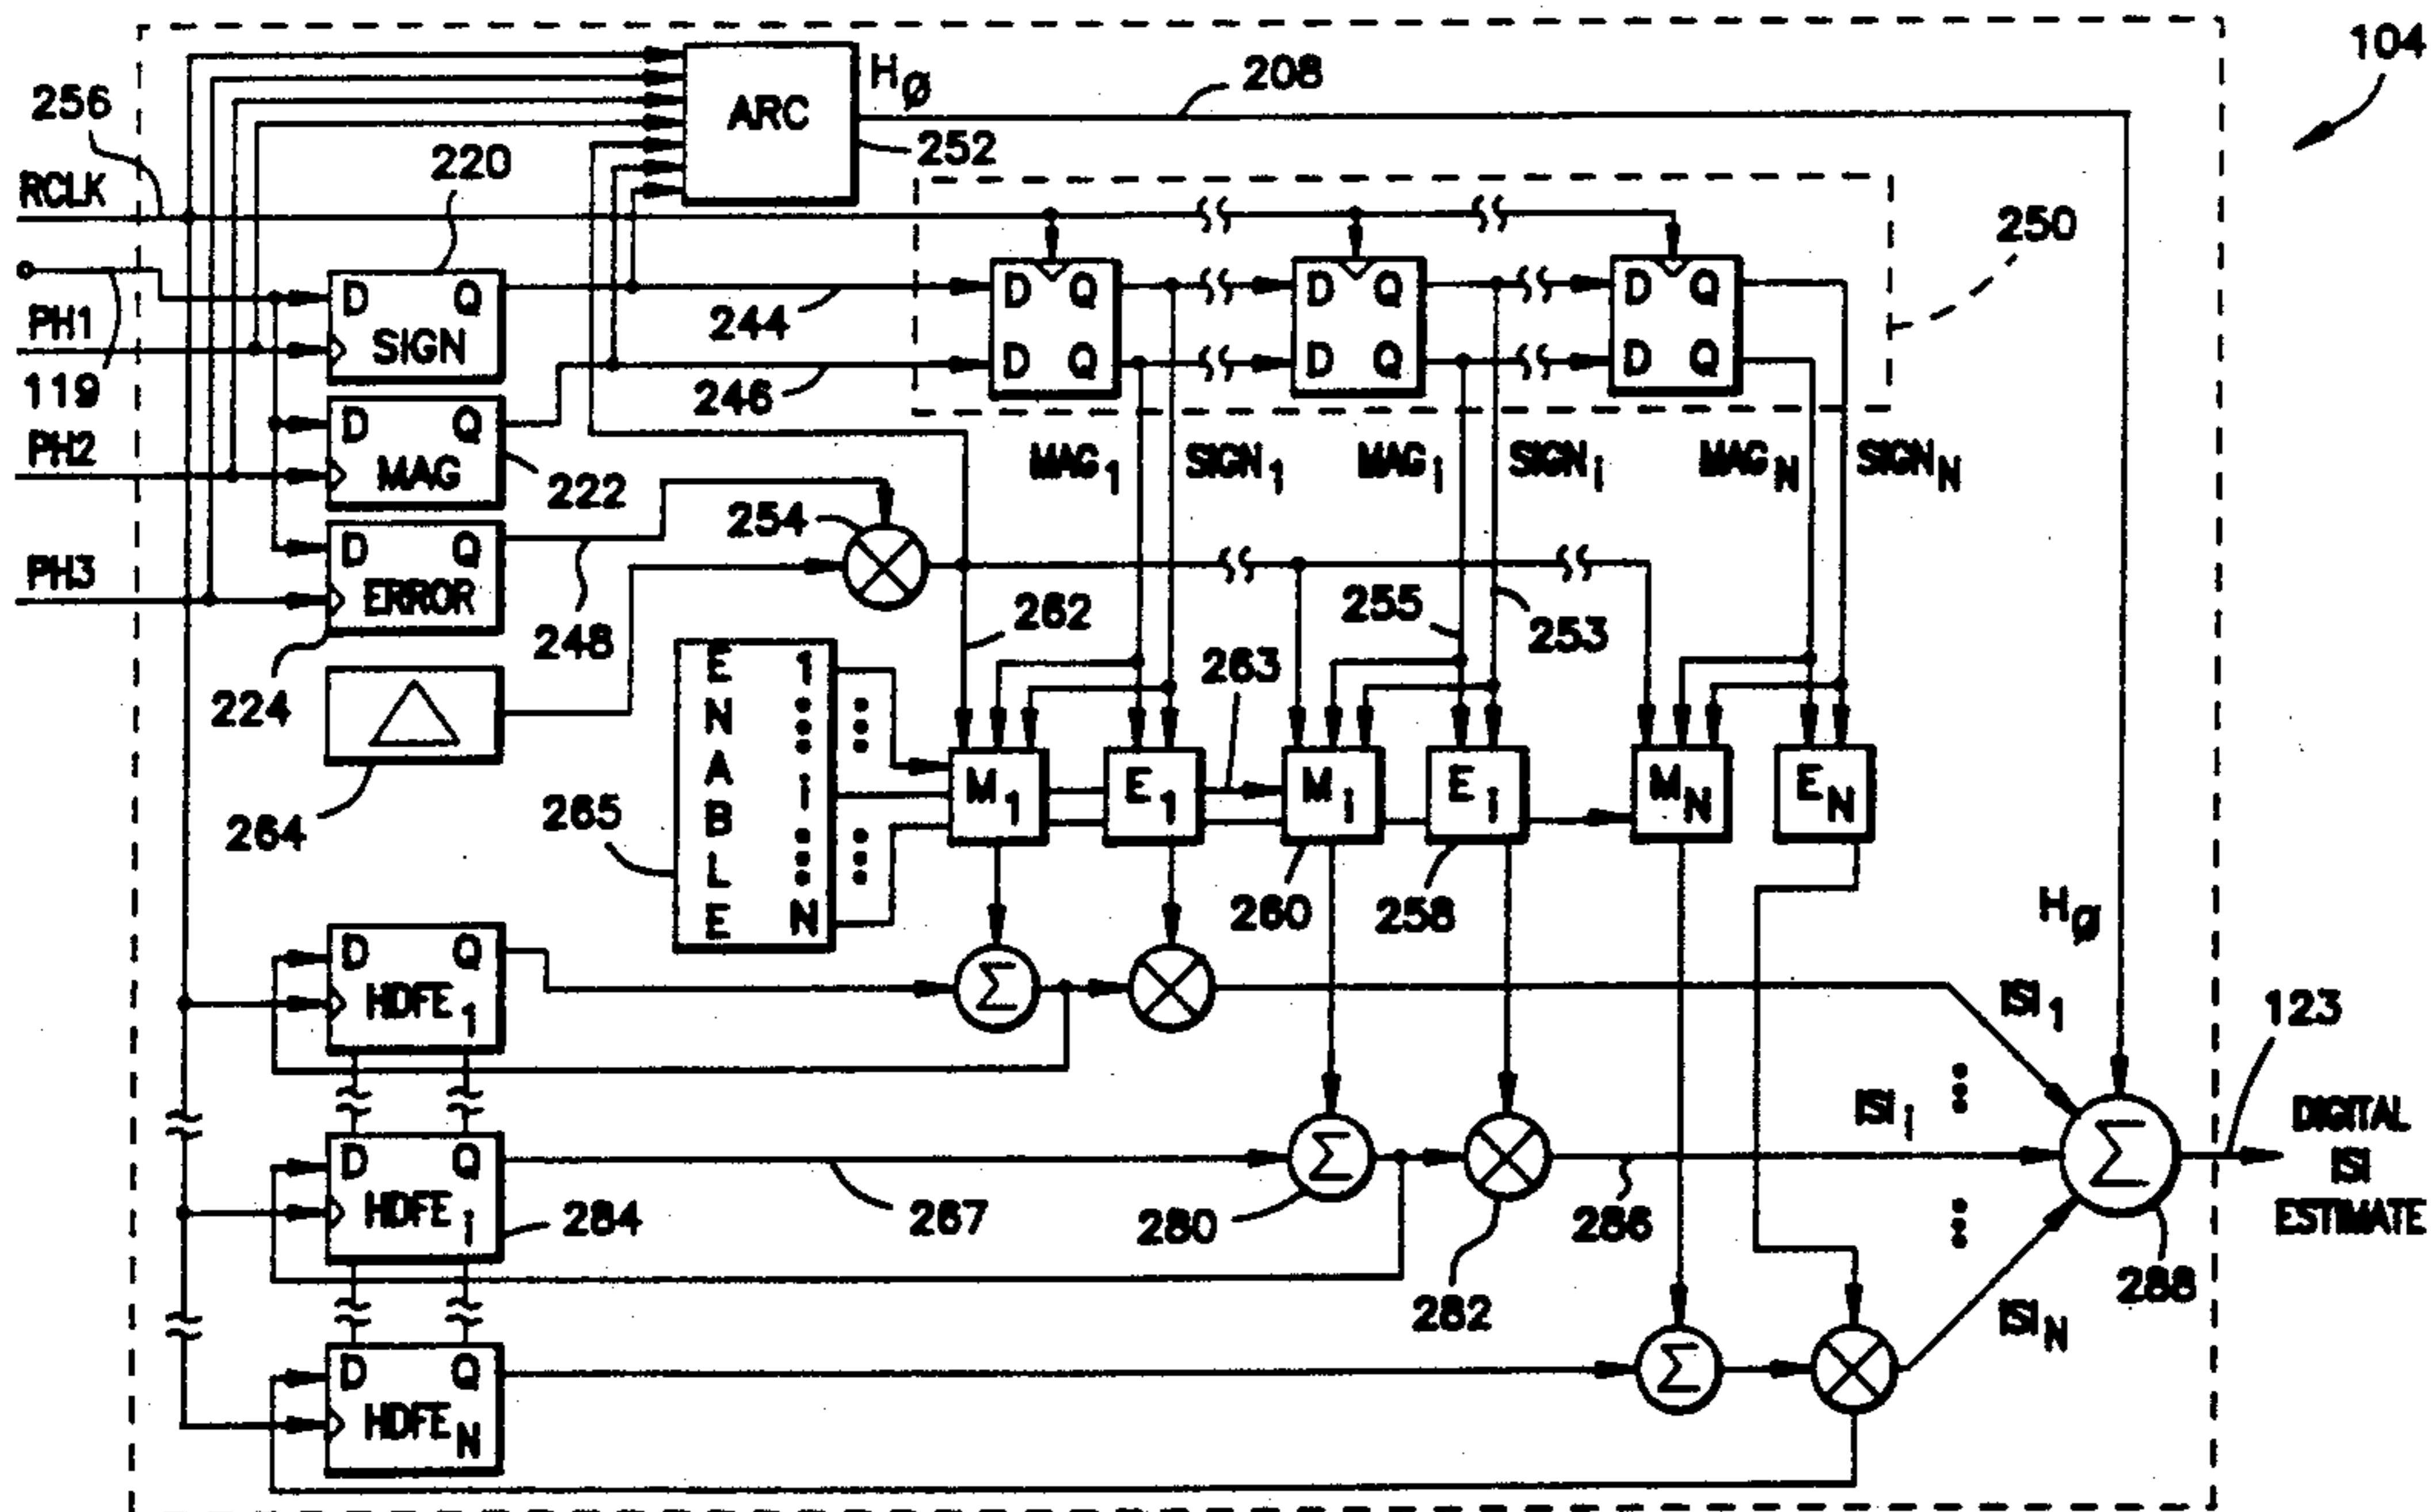 104
256
RCLK
220
ARC
Hø
208
252
250
PH1
119
D Q
SIGN
244
D Q
D Q
D Q
D Q
D Q
D Q
246
PH2
D Q
MAG
222
MAG1
SIGN1
MAGi
SIGNi
MAGN
SIGNN
PH3
D Q
ERROR
224
248
254
262
255
253
264
265
ENABLE
1
i
N
263
M1
E1
Mi
Ei
MN
EN
260
258
Hø
D Q
HDFE1
Σ
ISI1
123
D Q
HDFEi
284
267
Σ
280
282
286
ISIi
Σ
288
DIGITAL
ISI
ESTIMATE
D Q
HDFEN
Σ
ISIN